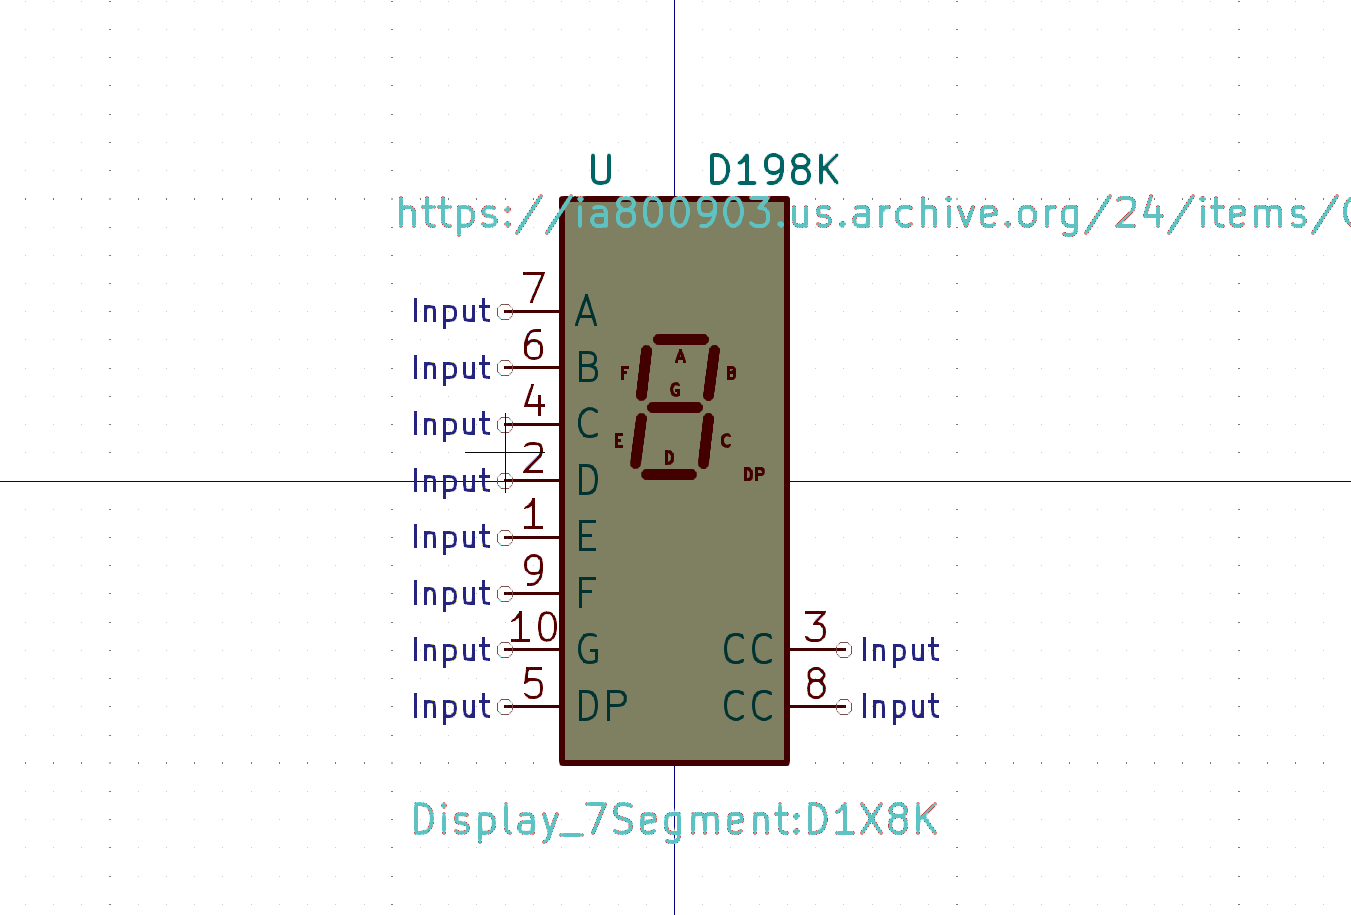 U D198K
https://ia800903.us.archive.org/24/items/
7
Input A
6
Input B
4
Input C
2
Input D
1
Input E
9
Input F
10
Input G
5
Input DP
A
F B
G
E C
D
DP
3
CC Input
8
CC Input
Display_7Segment:D1X8K